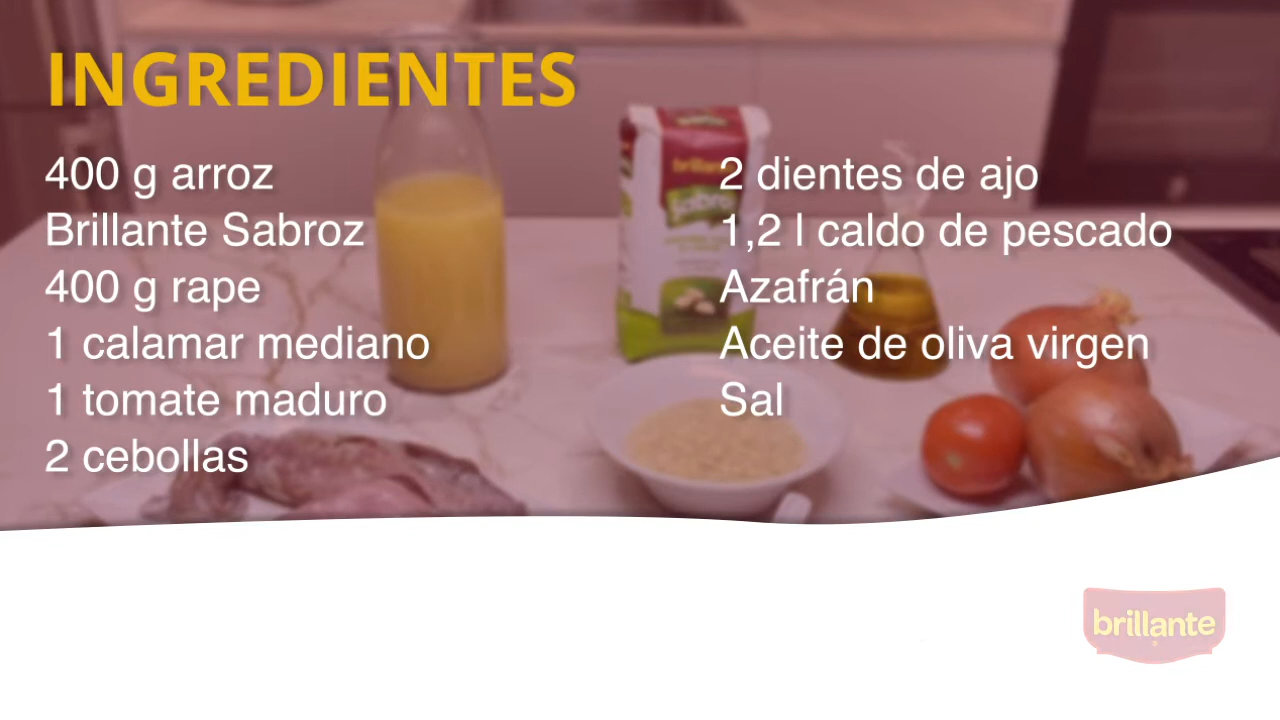 INGREDIENTES
400 g arroz
Brillante Sabroz
400 g rape
1 calamar mediano
1 tomate maduro
2 cebollas
2 dientes de ajo
1,2 l caldo de pescado
Azafrán
Aceite de oliva virgen
Sal
brillante
brillante